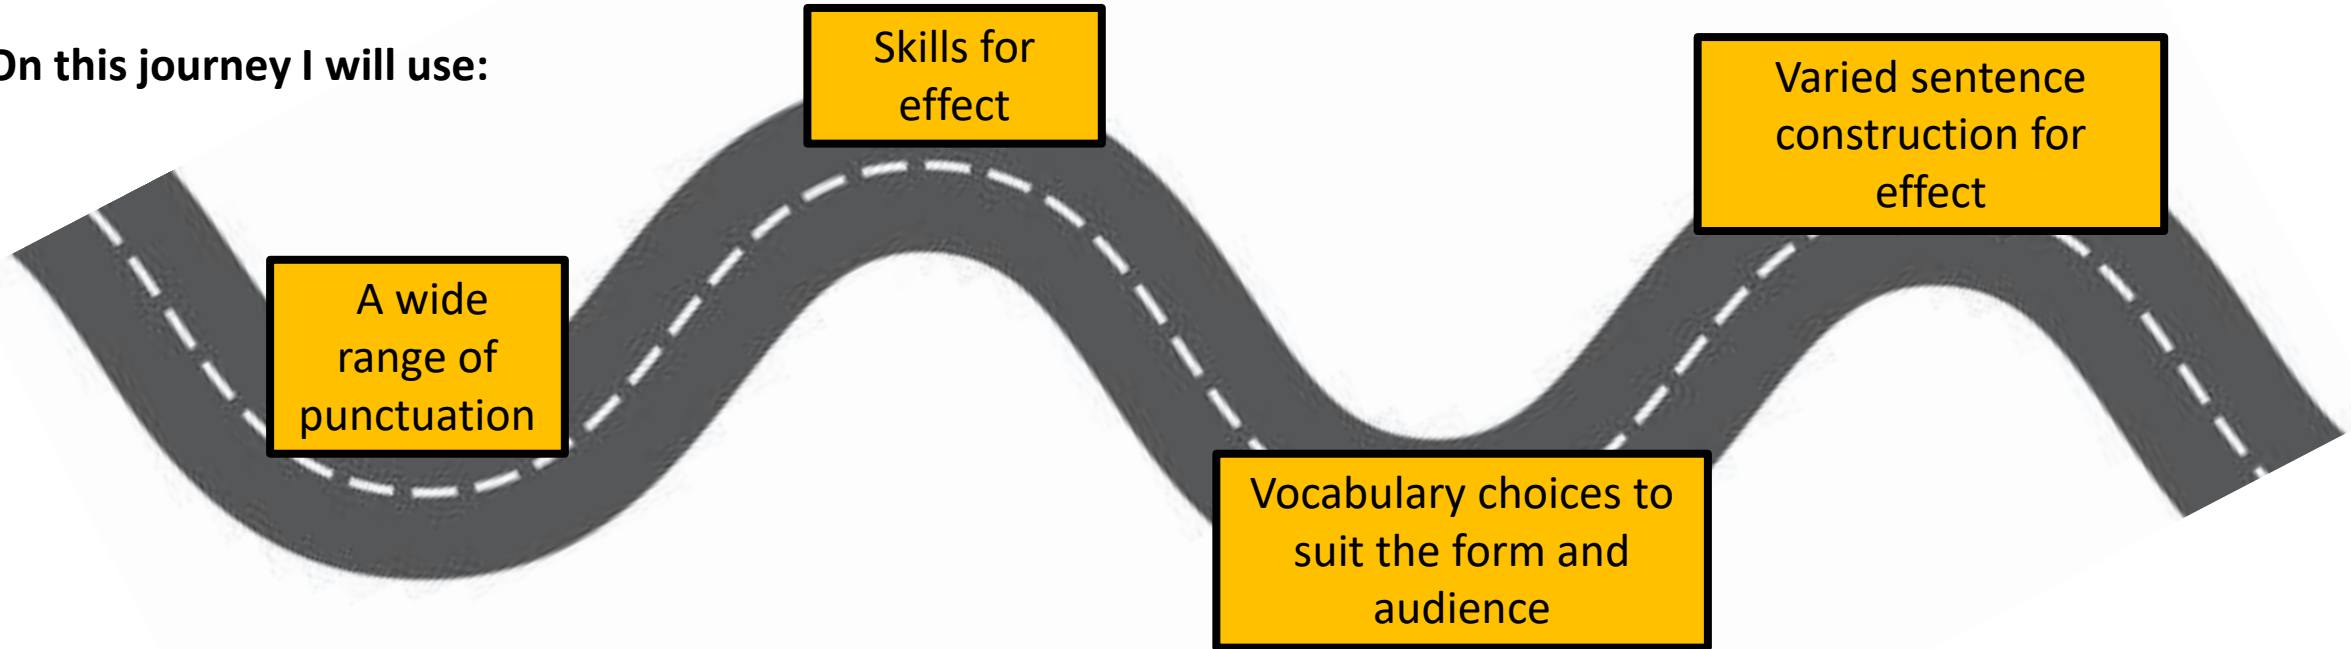 On this journey I will use:
Skills for
effect
Varied sentence
construction for
effect
A wide
range of
punctuation
Vocabulary choices to
suit the form and
audience